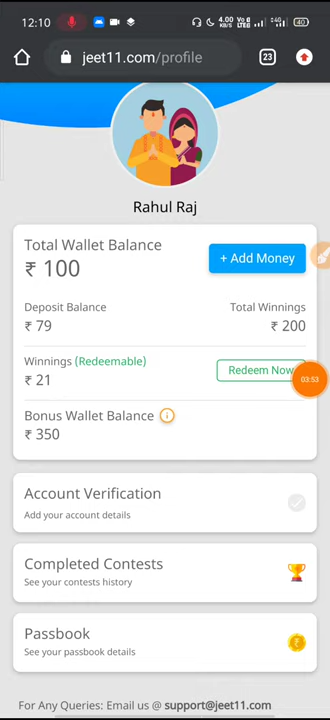 12:10
4.00 KB/S
40
jeet11.com/profile
23
Rahul Raj
Total Wallet Balance
₹ 100
+ Add Money
Deposit Balance
Total Winnings
₹ 79
₹ 200
Winnings (Redeemable)
₹ 21
Redeem Now
03:53
Bonus Wallet Balance
₹ 350
Account Verification
Add your account details
Completed Contests
See your contests history
Passbook
See your passbook details
For Any Queries: Email us @ support@jeet11.com